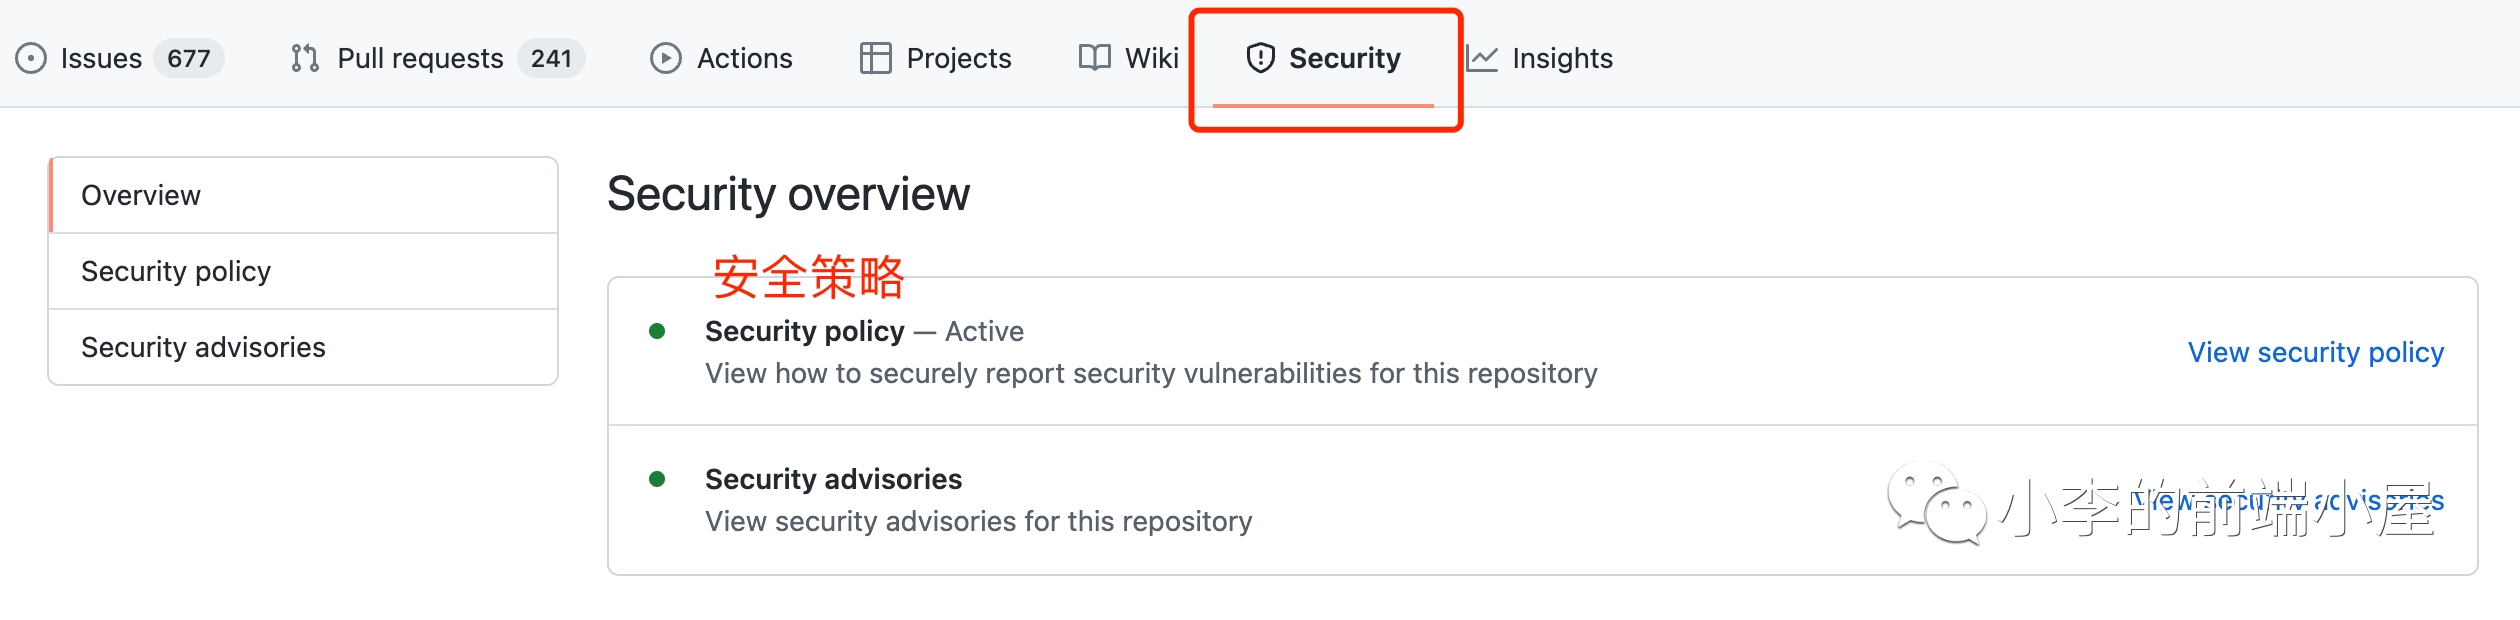 Issues 677 Pull requests 241 Actions Projects Wiki Security Insights
Overview
Security policy
Security advisories
Security overview
安全策略
Security policy — Active
View how to securely report security vulnerabilities for this repository
View security policy
Security advisories
View security advisories for this repository
View security advisories
小李的前端小屋